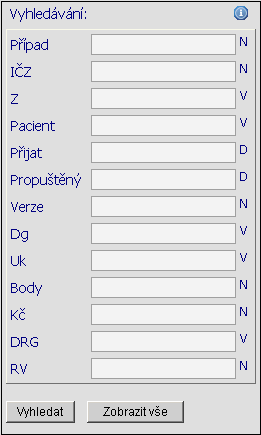 Vyhledávání:
Případ N
IČZ N
Z V
Pacient V
Přijat D
Propuštěný D
Verze N
Dg V
Uk V
Body N
Kč N
DRG V
RV N
Vyhledat Zobrazit vše